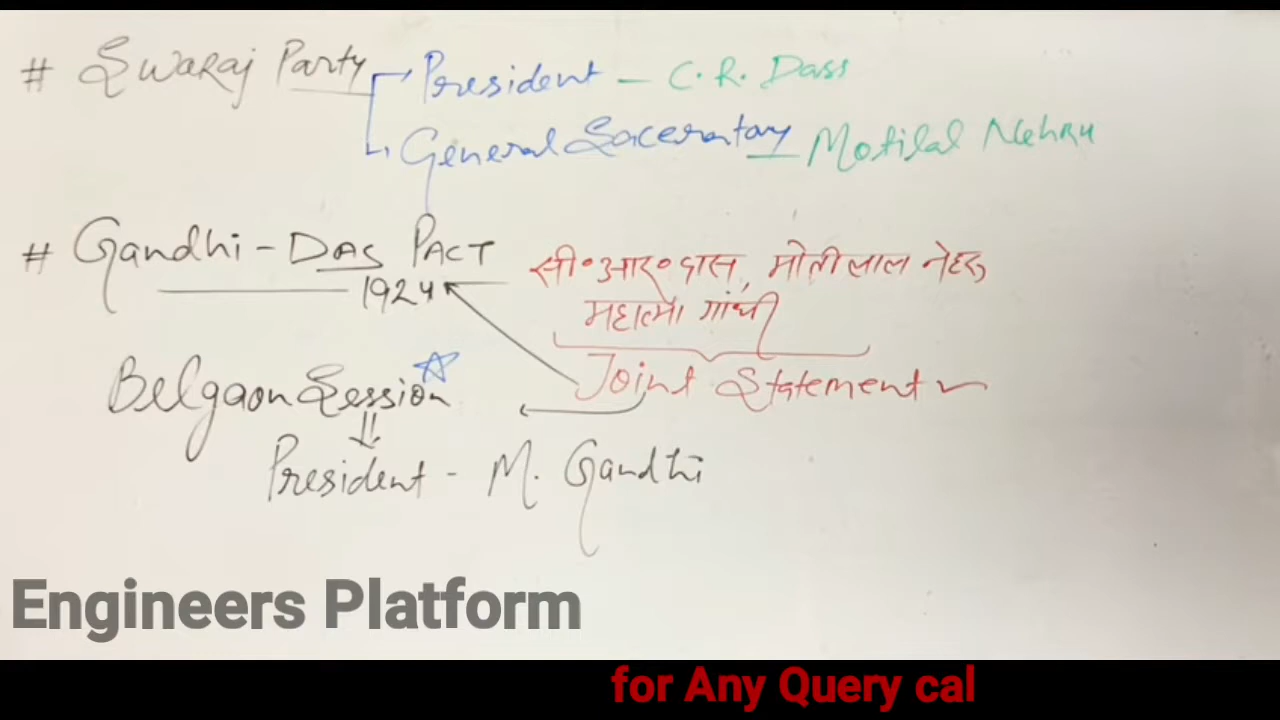 # Swaraj Party President - C. R. Dass
General Saceratary - Motilal Nehru
# Gandhi - DAS PACT
1924
सी॰ आर॰ दास, मोतीलाल नेहरू
महात्मा गांधी
Joint Statement
Belgaon Session
President - M. Gandhi
Engineers Platform
for Any Query cal